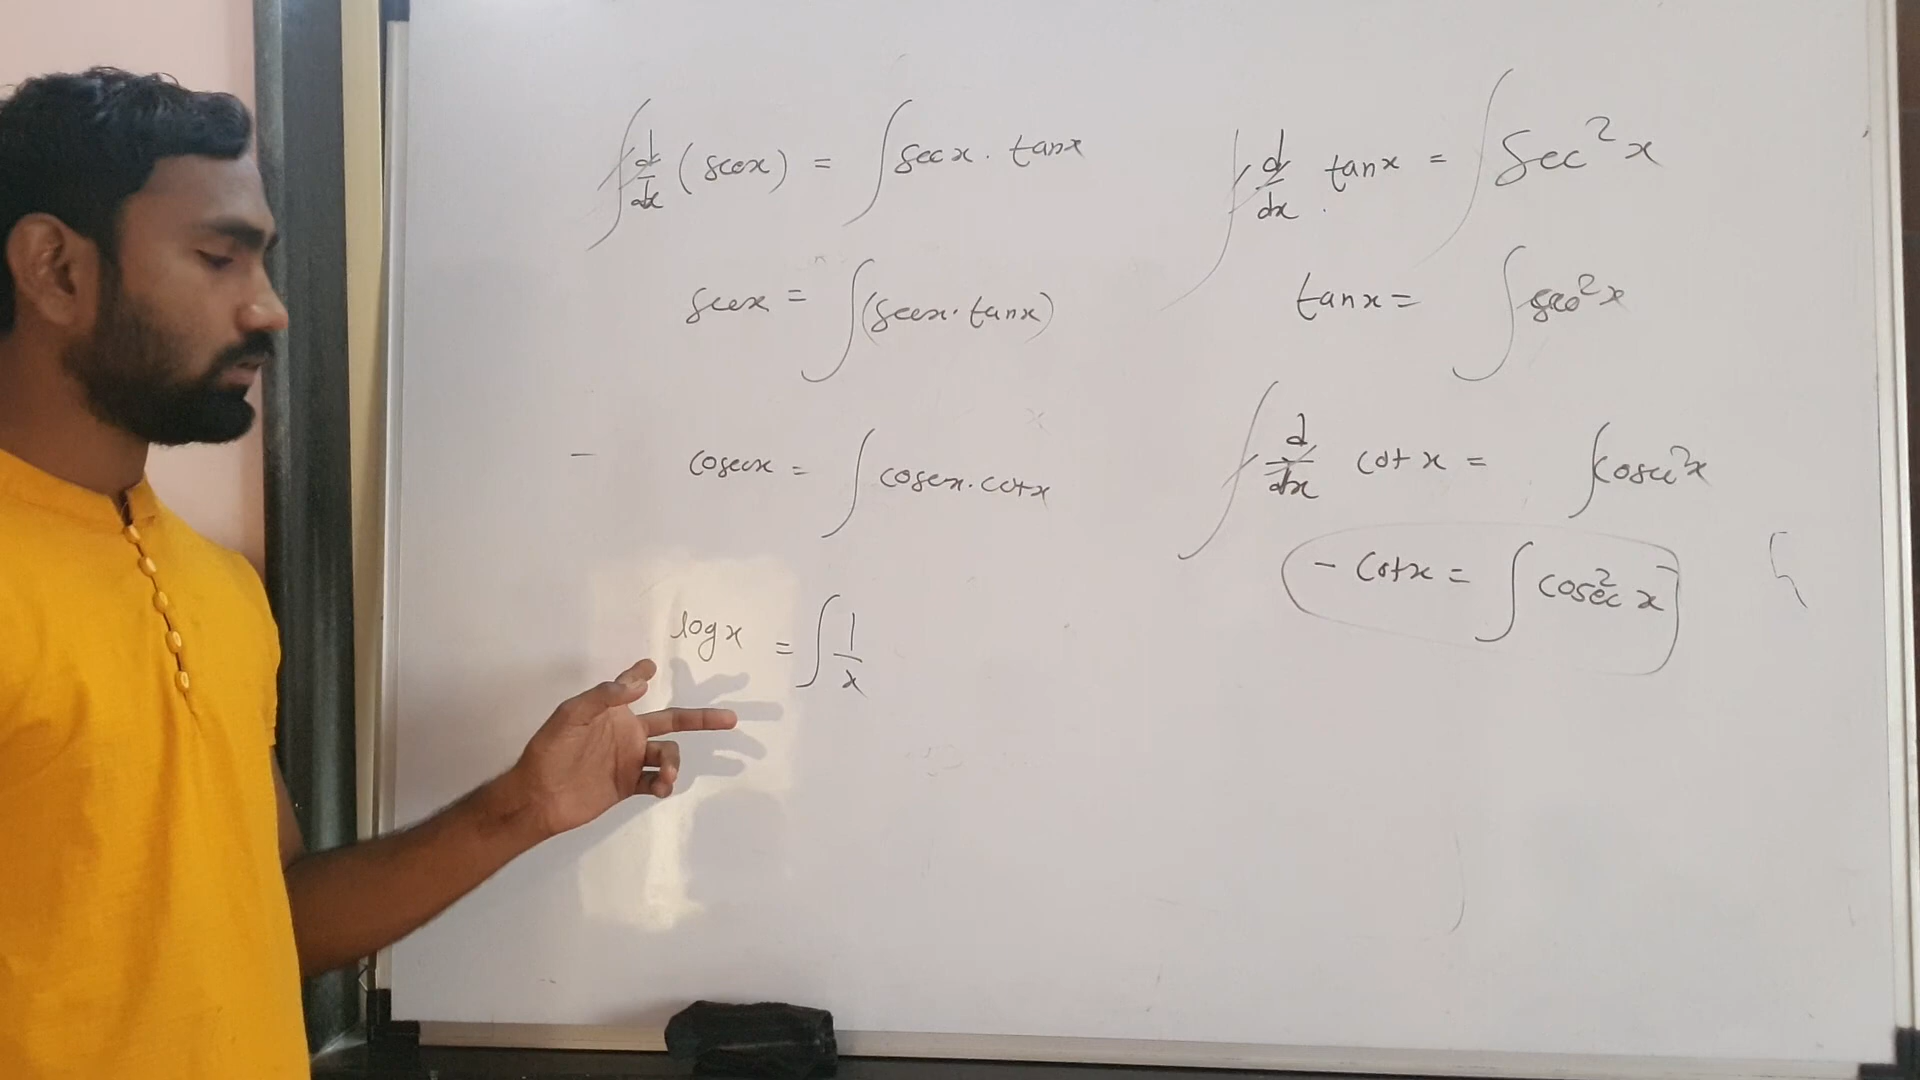 ∫ d/dx (secx) = ∫ secx . tanx
secx = ∫(secx . tanx)
- cosecx = ∫ cosecx . cotx
logx = ∫ 1/x
∫ d/dx tanx = ∫ Sec²x
tanx = ∫ sec²x
∫ d/dx cotx = ∫cosec²x
- Cotx = ∫ cosec²x